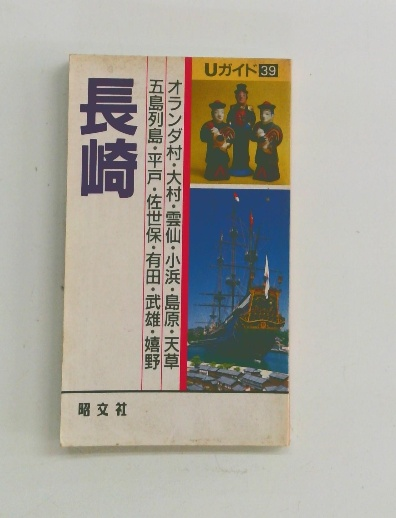 Uガイド39
長崎
オランダ村・大村・雲仙・小浜・島原・天草
五島列島・平戸・佐世保・有田・武雄・嬉野
昭文社